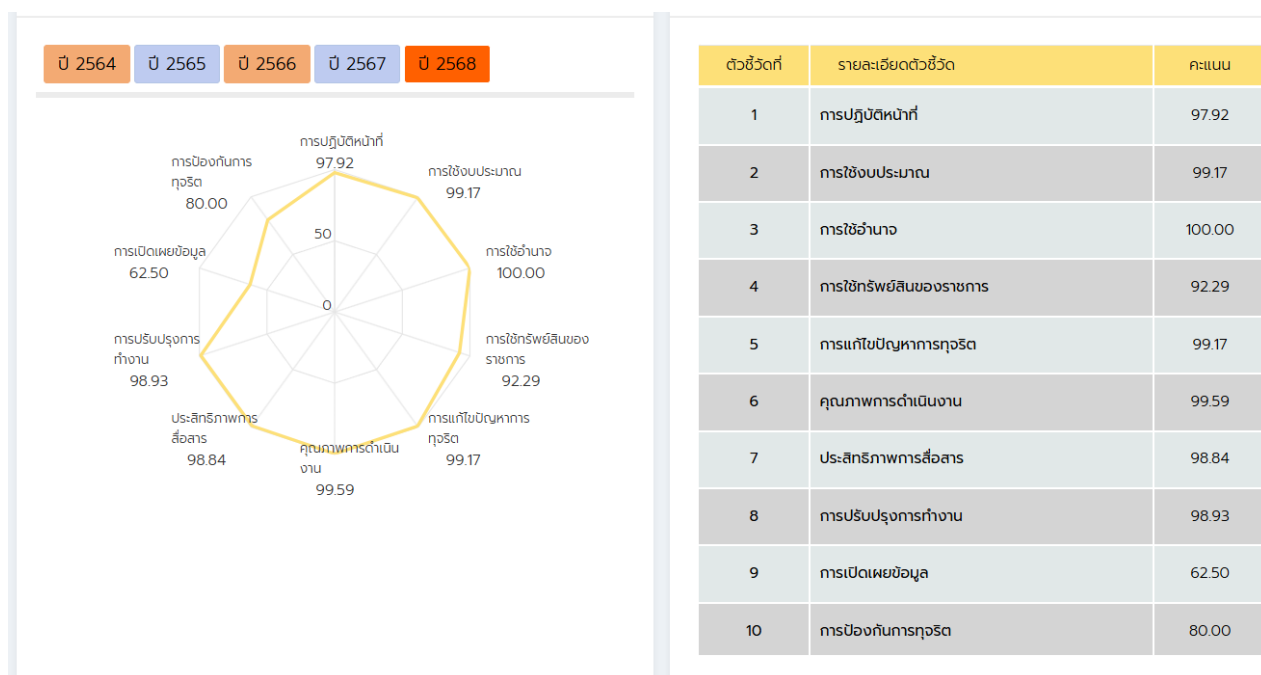 ปี 2564 ปี 2565 ปี 2566 ปี 2567 ปี 2568
การปฏิบัติหน้าที่
97.92
การใช้งบประมาณ
99.17
การใช้อำนาจ
100.00
การใช้ทรัพย์สินของ
ราชการ
92.29
การแก้ไขปัญหาการ
ทุจริต
99.17
คุณภาพการดำเนิน
งาน
99.59
ประสิทธิภาพการ
สื่อสาร
98.84
การปรับปรุงการ
ทำงาน
98.93
การเปิดเผยข้อมูล
62.50
การป้องกันการ
ทุจริต
80.00
50
0
ตัวชี้วัดที่ รายละเอียดตัวชี้วัด คะแนน
1 การปฏิบัติหน้าที่ 97.92
2 การใช้งบประมาณ 99.17
3 การใช้อำนาจ 100.00
4 การใช้ทรัพย์สินของราชการ 92.29
5 การแก้ไขปัญหาการทุจริต 99.17
6 คุณภาพการดำเนินงาน 99.59
7 ประสิทธิภาพการสื่อสาร 98.84
8 การปรับปรุงการทำงาน 98.93
9 การเปิดเผยข้อมูล 62.50
10 การป้องกันการทุจริต 80.00